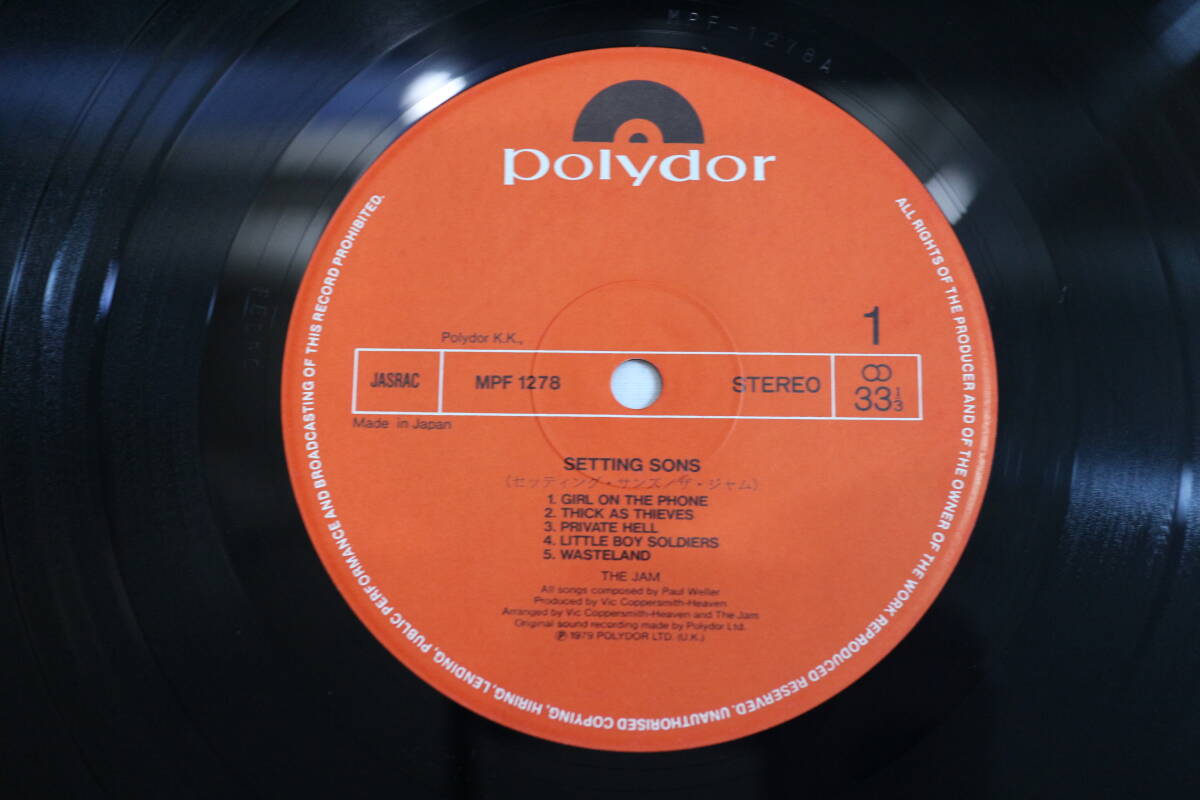 MPF-1278A
polydor
1
Polydor K.K.,
JASRAC
MPF 1278
STEREO
33 1/3
Made in Japan
SETTING SONS
(セッティング・サンズ/ザ・ジャム)
1. GIRL ON THE PHONE
2. THICK AS THIEVES
3. PRIVATE HELL
4. LITTLE BOY SOLDIERS
5. WASTELAND
THE JAM
All songs composed by Paul Weller
Produced by Vic Coppersmith-Heaven
Arranged by Vic Coppersmith-Heaven and The Jam
Original sound recording made by Polydor Ltd.
Ⓟ 1979 POLYDOR LTD. (U.K.)
ALL RIGHTS OF THE PRODUCER AND OF THE OWNER OF THE WORK REPRODUCED RESERVED. UNAUTHORISED COPYING, HIRING, LENDING, PUBLIC PERFORMANCE AND BROADCASTING OF THIS RECORD PROHIBITED.